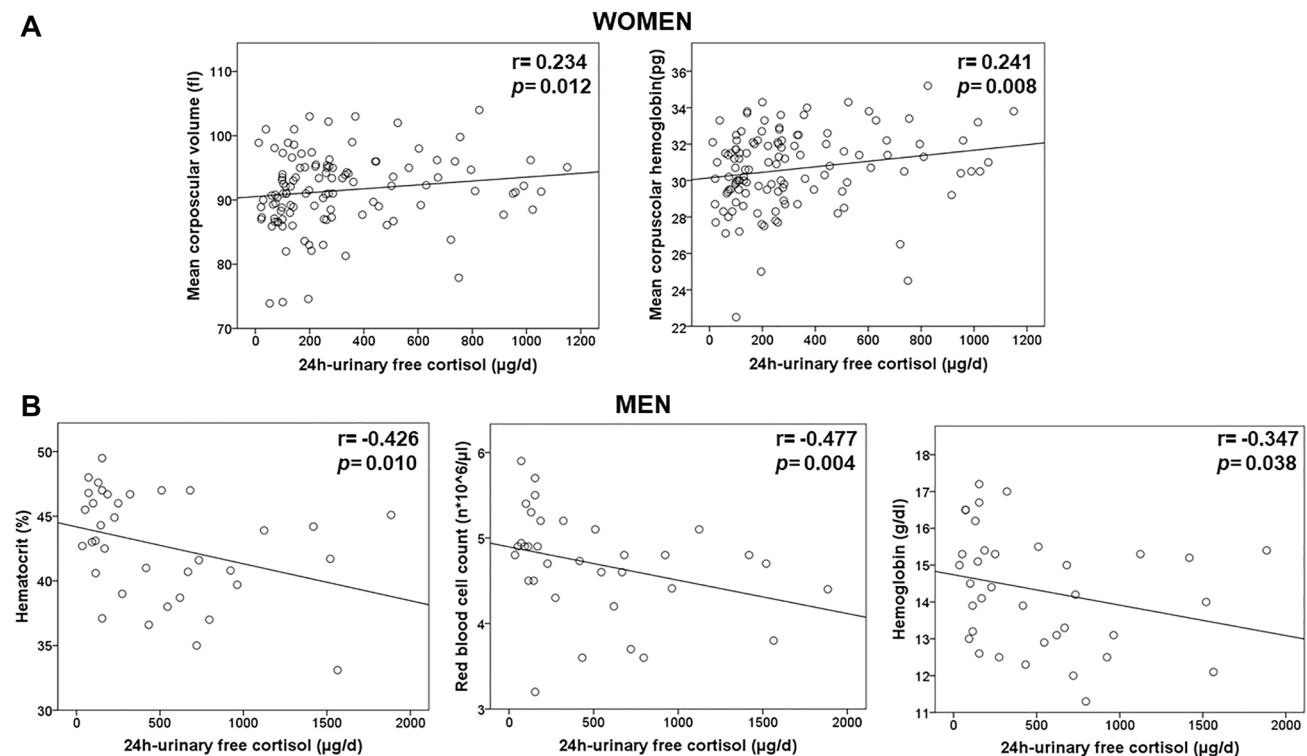 A
WOMEN
r= 0.234
p= 0.012
Mean corposcular volume (fl)
110
100
90
80
70
0 200 400 600 800 1000 1200
24h-urinary free cortisol (µg/d)
r= 0.241
p= 0.008
Mean corpuscular hemoglobin(pg)
36
34
32
30
28
26
24
22
0 200 400 600 800 1000 1200
24h-urinary free cortisol (µg/d)
B
MEN
r= -0.426
p= 0.010
Hematocrit (%)
50
45
40
35
30
0 500 1000 1500 2000
24h-urinary free cortisol (µg/d)
r= -0.477
p= 0.004
Red blood cell count (n*10^6/µl)
6
5
4
3
0 500 1000 1500 2000
24h-urinary free cortisol (µg/d)
r= -0.347
p= 0.038
Hemoglobin (g/dl)
18
17
16
15
14
13
12
11
0 500 1000 1500 2000
24h-urinary free cortisol (µg/d)